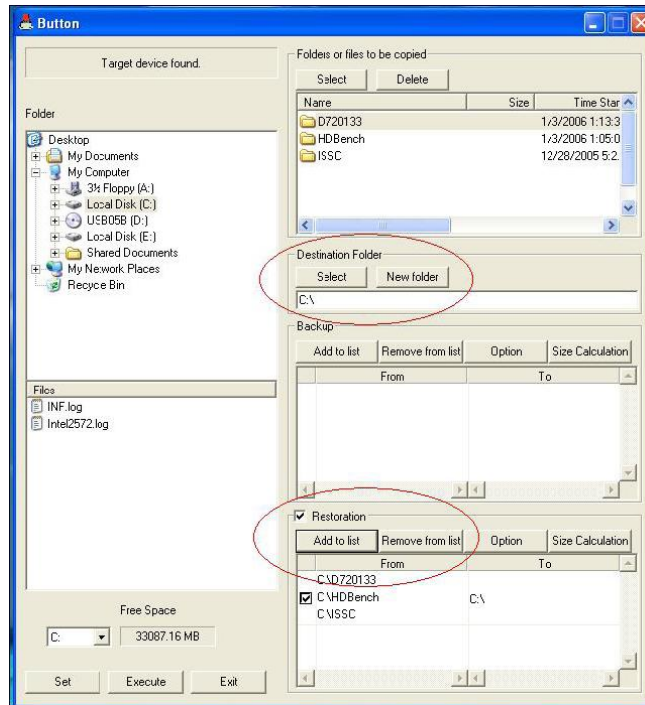 Button
Target device found.
Folder
Desktop
My Documents
My Computer
3½ Floppy (A:)
Local Disk (C:)
USB05B (D:)
Local Disk (E:)
Shared Documents
My Network Places
Recycle Bin
Files
INF.log
Intel2572.log
Free Space
C:
33087.16 MB
Set Execute Exit
Folders or files to be copied
Select Delete
Name Size Time Star
D720133 1/3/2006 1:13:3
HDBench 1/3/2006 1:05:0
ISSC 12/28/2005 5:2
Destination Folder
Select New folder
C:\
Backup
Add to list Remove from list Option Size Calculation
From To
Restoration
Add to list Remove from list Option Size Calculation
From To
C:\D720133
C:\HDBench C:\
C:\ISSC